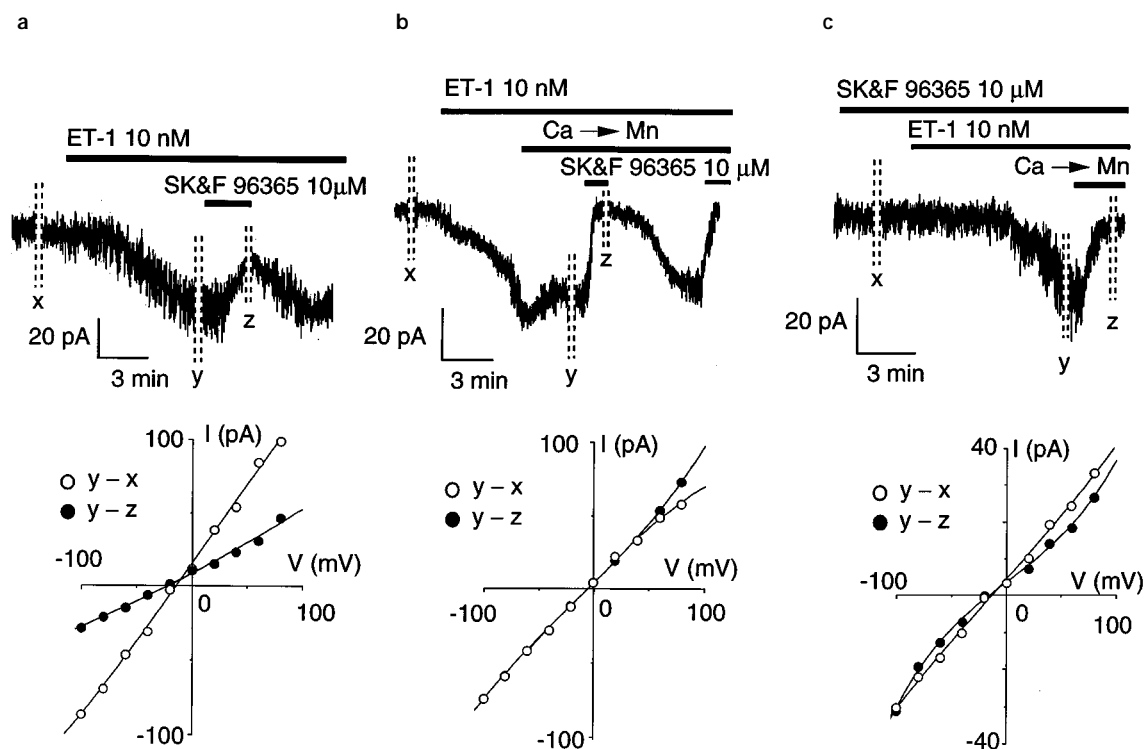 a
ET-1 10 nM
SK&F 96365 10μM
x
y
z
20 pA
3 min
b
ET-1 10 nM
Ca → Mn
SK&F 96365 10 μM
x
y
z
20 pA
3 min
c
SK&F 96365 10 μM
ET-1 10 nM
Ca → Mn
x
y
z
20 pA
3 min
100
I (pA)
y – x
y – z
-100
V (mV)
0
100
-100
100
I (pA)
y – x
y – z
V (mV)
-100
0
100
-100
40
I (pA)
y – x
y – z
-100
V (mV)
0
100
-40